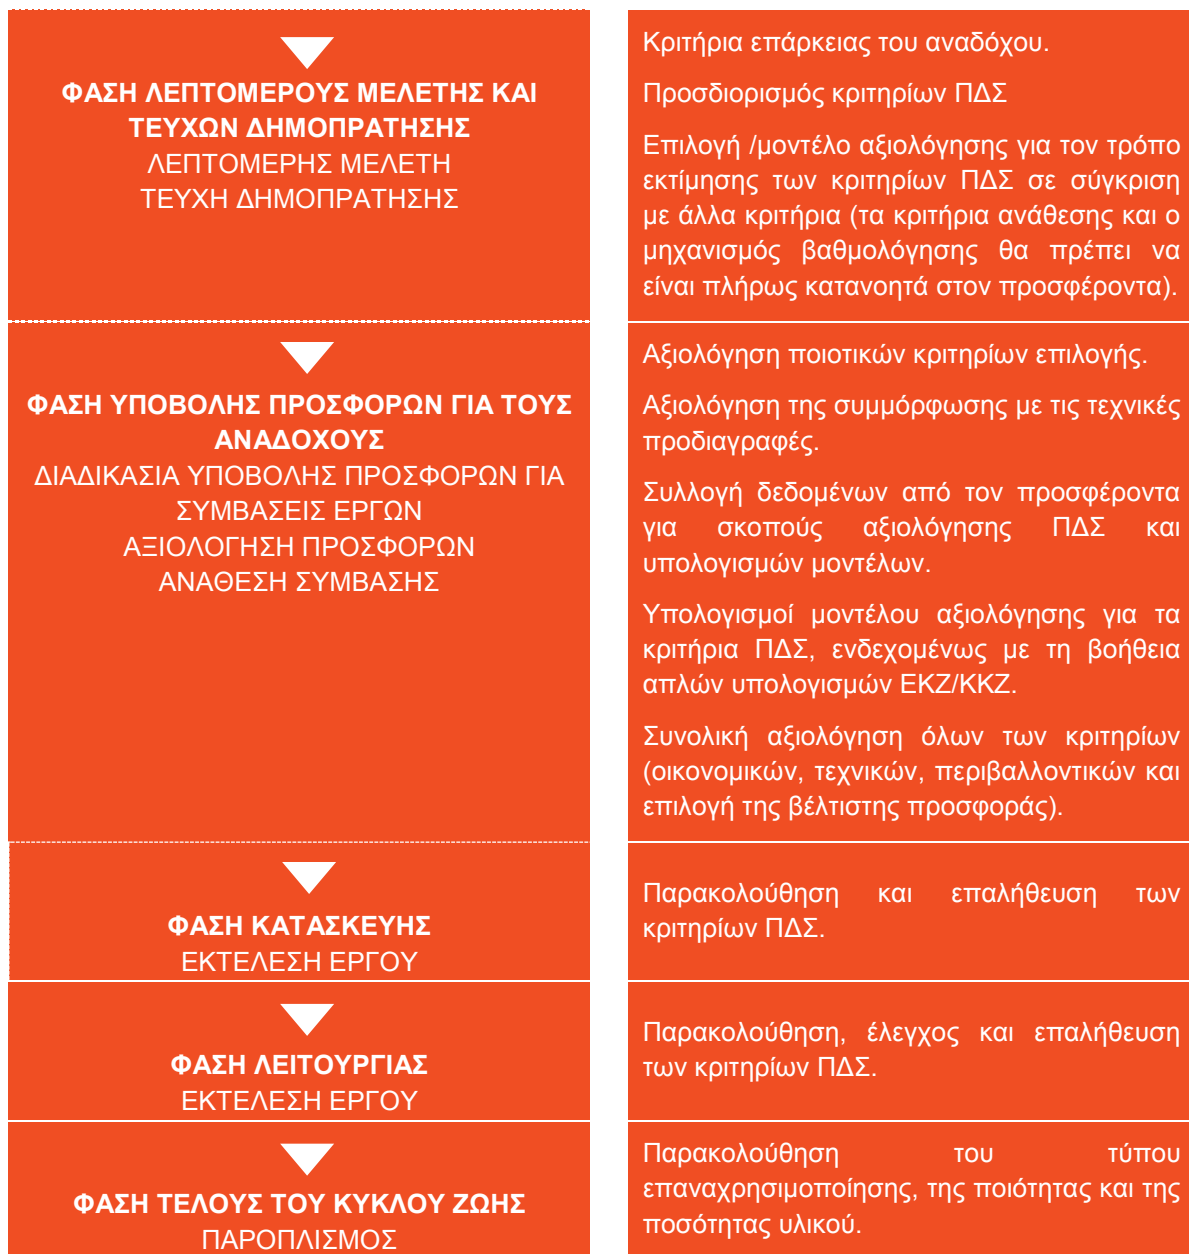 ΦΑΣΗ ΛΕΠΤΟΜΕΡΟΥΣ ΜΕΛΕΤΗΣ ΚΑΙ
ΤΕΥΧΩΝ ΔΗΜΟΠΡΑΤΗΣΗΣ
ΛΕΠΤΟΜΕΡΗΣ ΜΕΛΕΤΗ
ΤΕΥΧΗ ΔΗΜΟΠΡΑΤΗΣΗΣ
Κριτήρια επάρκειας του αναδόχου.
Προσδιορισμός κριτηρίων ΠΔΣ
Επιλογή /μοντέλο αξιολόγησης για τον τρόπο
εκτίμησης των κριτηρίων ΠΔΣ σε σύγκριση
με άλλα κριτήρια (τα κριτήρια ανάθεσης και ο
μηχανισμός βαθμολόγησης θα πρέπει να
είναι πλήρως κατανοητά στον προσφέροντα).
ΦΑΣΗ ΥΠΟΒΟΛΗΣ ΠΡΟΣΦΟΡΩΝ ΓΙΑ ΤΟΥΣ
ΑΝΑΔΟΧΟΥΣ
ΔΙΑΔΙΚΑΣΙΑ ΥΠΟΒΟΛΗΣ ΠΡΟΣΦΟΡΩΝ ΓΙΑ
ΣΥΜΒΑΣΕΙΣ ΕΡΓΩΝ
ΑΞΙΟΛΟΓΗΣΗ ΠΡΟΣΦΟΡΩΝ
ΑΝΑΘΕΣΗ ΣΥΜΒΑΣΗΣ
Αξιολόγηση ποιοτικών κριτηρίων επιλογής.
Αξιολόγηση της συμμόρφωσης με τις τεχνικές
προδιαγραφές.
Συλλογή δεδομένων από τον προσφέροντα
για σκοπούς αξιολόγησης ΠΔΣ και
υπολογισμών μοντέλων.
Υπολογισμοί μοντέλου αξιολόγησης για τα
κριτήρια ΠΔΣ, ενδεχομένως με τη βοήθεια
απλών υπολογισμών ΕΚΖ/ΚΚΖ.
Συνολική αξιολόγηση όλων των κριτηρίων
(οικονομικών, τεχνικών, περιβαλλοντικών και
επιλογή της βέλτιστης προσφοράς).
ΦΑΣΗ ΚΑΤΑΣΚΕΥΗΣ
ΕΚΤΕΛΕΣΗ ΕΡΓΟΥ
Παρακολούθηση και επαλήθευση των
κριτηρίων ΠΔΣ.
ΦΑΣΗ ΛΕΙΤΟΥΡΓΙΑΣ
ΕΚΤΕΛΕΣΗ ΕΡΓΟΥ
Παρακολούθηση, έλεγχος και επαλήθευση
των κριτηρίων ΠΔΣ.
ΦΑΣΗ ΤΕΛΟΥΣ ΤΟΥ ΚΥΚΛΟΥ ΖΩΗΣ
ΠΑΡΟΠΛΙΣΜΟΣ
Παρακολούθηση του τύπου
επαναχρησιμοποίησης, της ποιότητας και της
ποσότητας υλικού.